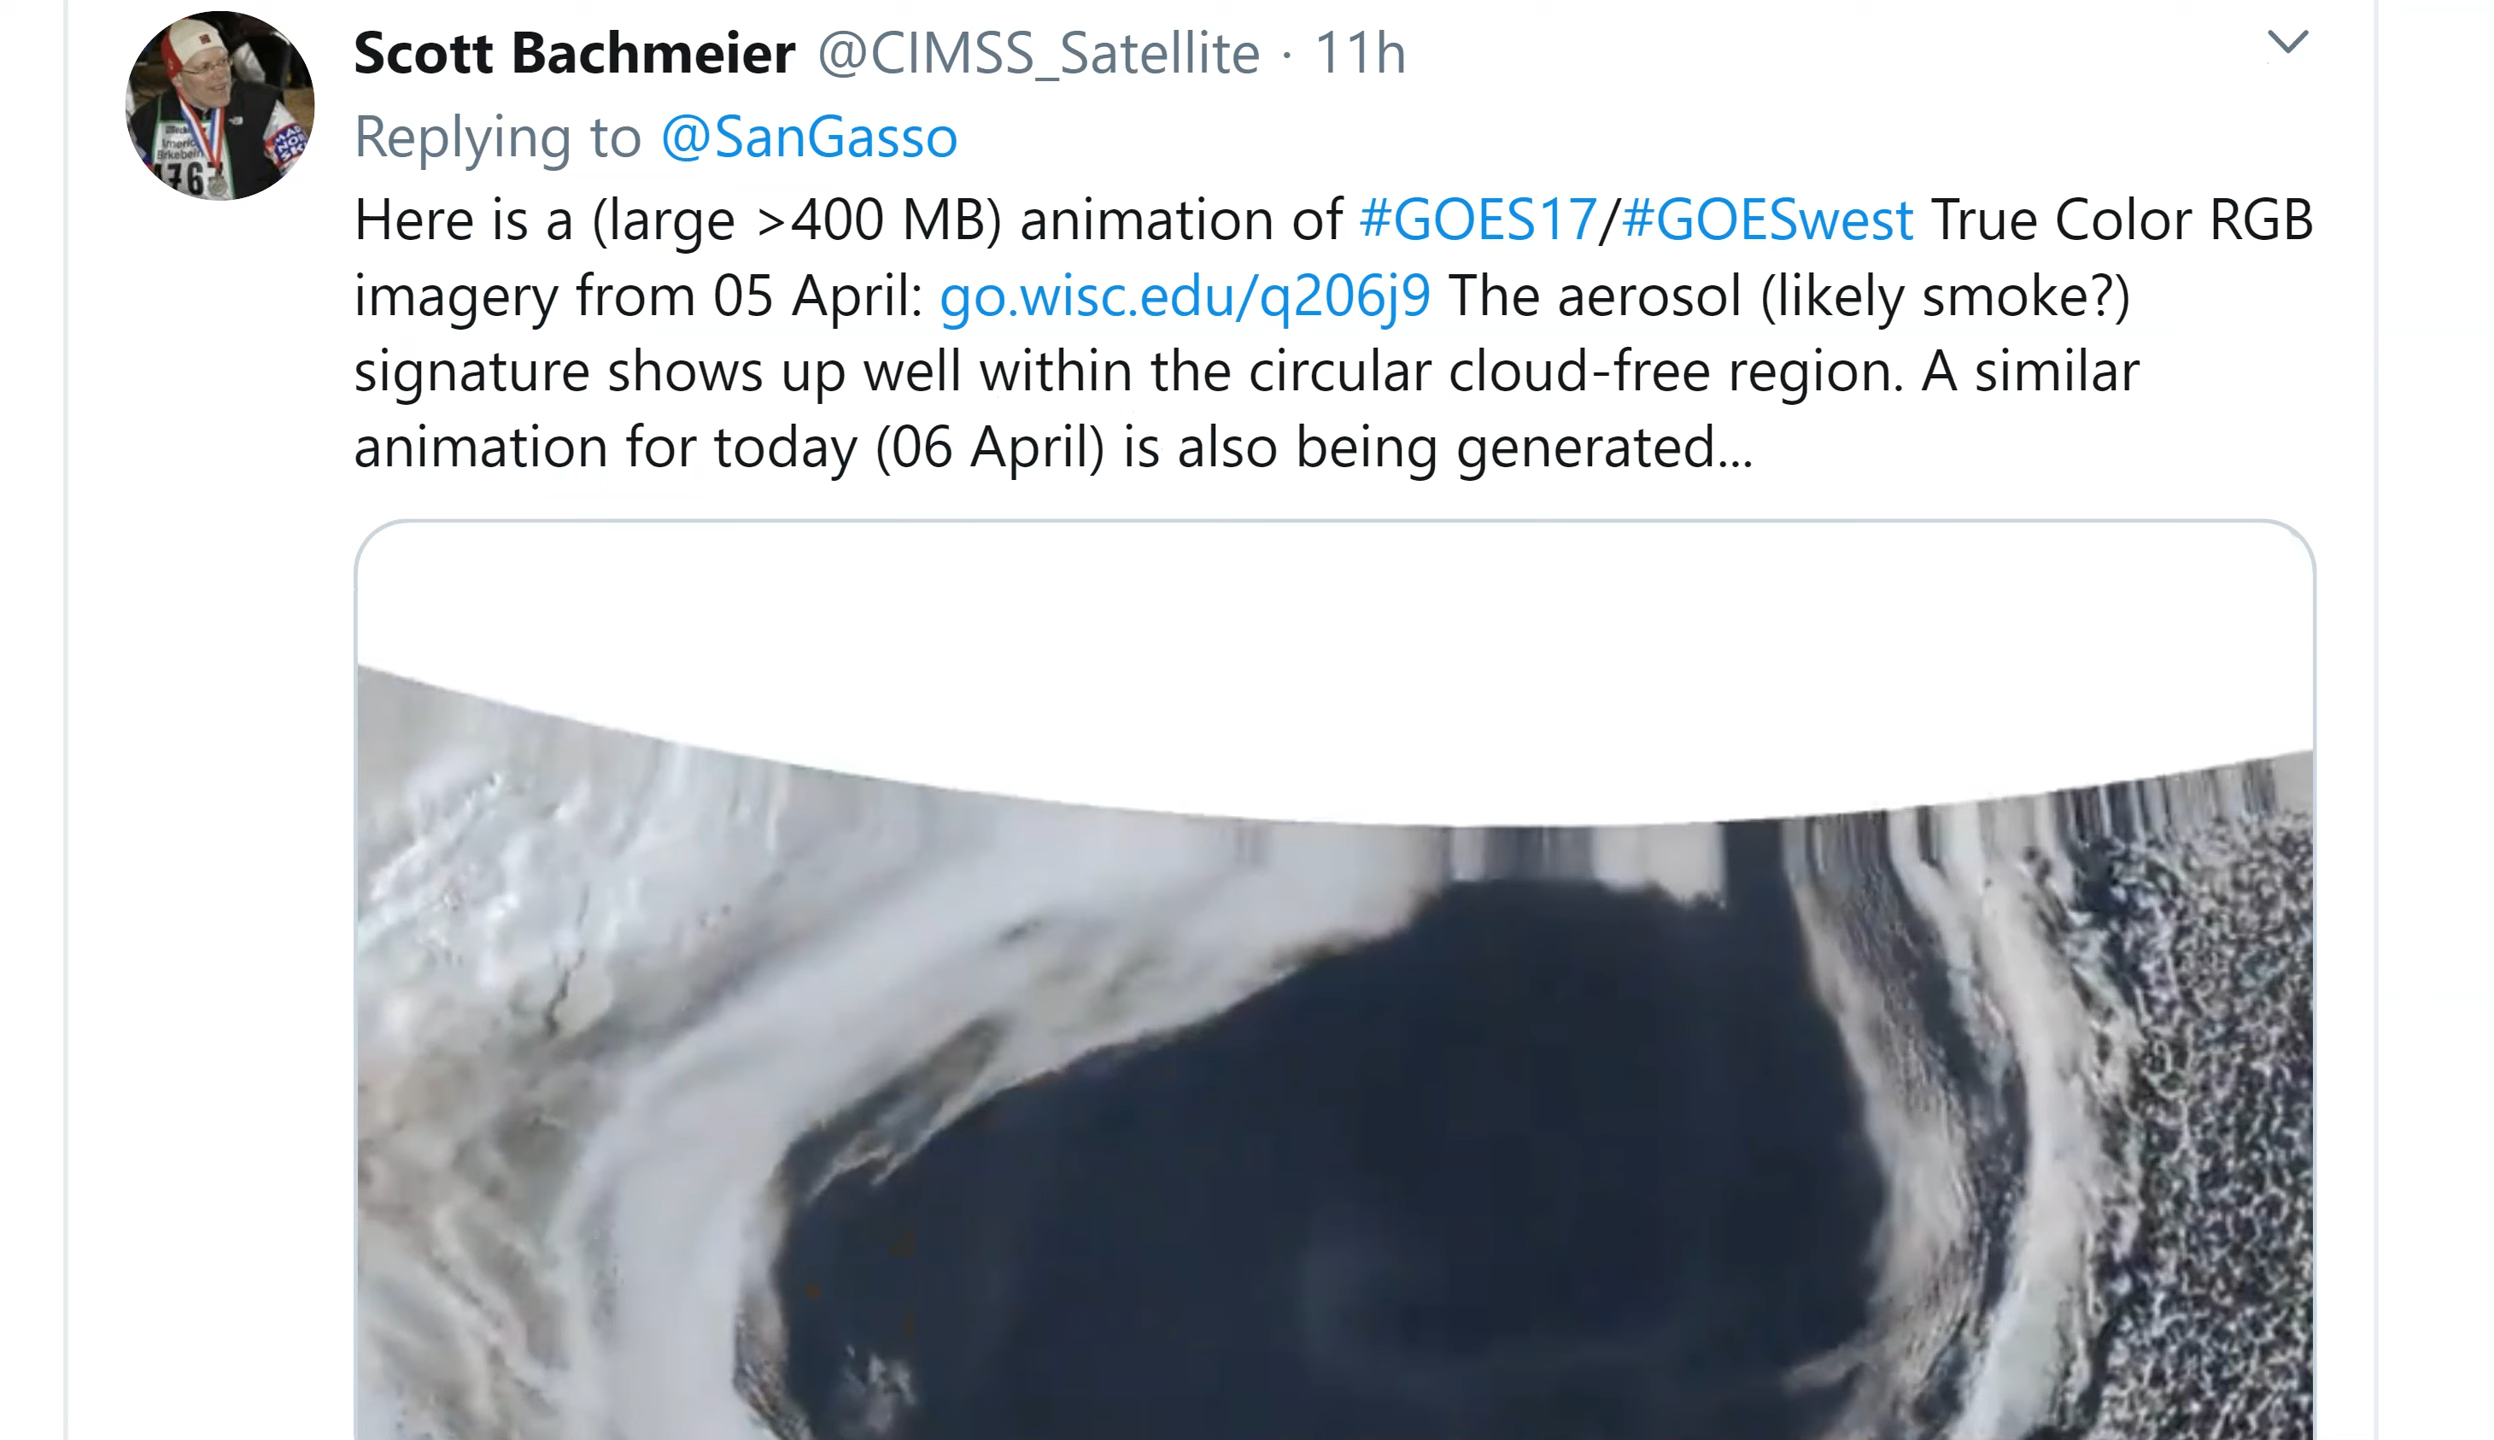 Scott Bachmeier @CIMSS_Satellite · 11h
Replying to @SanGasso
Here is a (large >400 MB) animation of #GOES17/#GOESwest True Color RGB
imagery from 05 April: go.wisc.edu/q206j9 The aerosol (likely smoke?)
signature shows up well within the circular cloud-free region. A similar
animation for today (06 April) is also being generated...